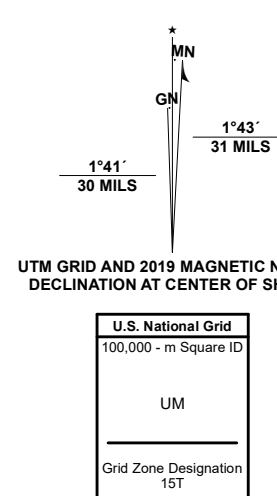 ★
MN
GN
1°43´
31 MILS
1°41´
30 MILS
UTM GRID AND 2019 MAGNETIC N
DECLINATION AT CENTER OF SH
U.S. National Grid
100,000 - m Square ID
UM
Grid Zone Designation
15T